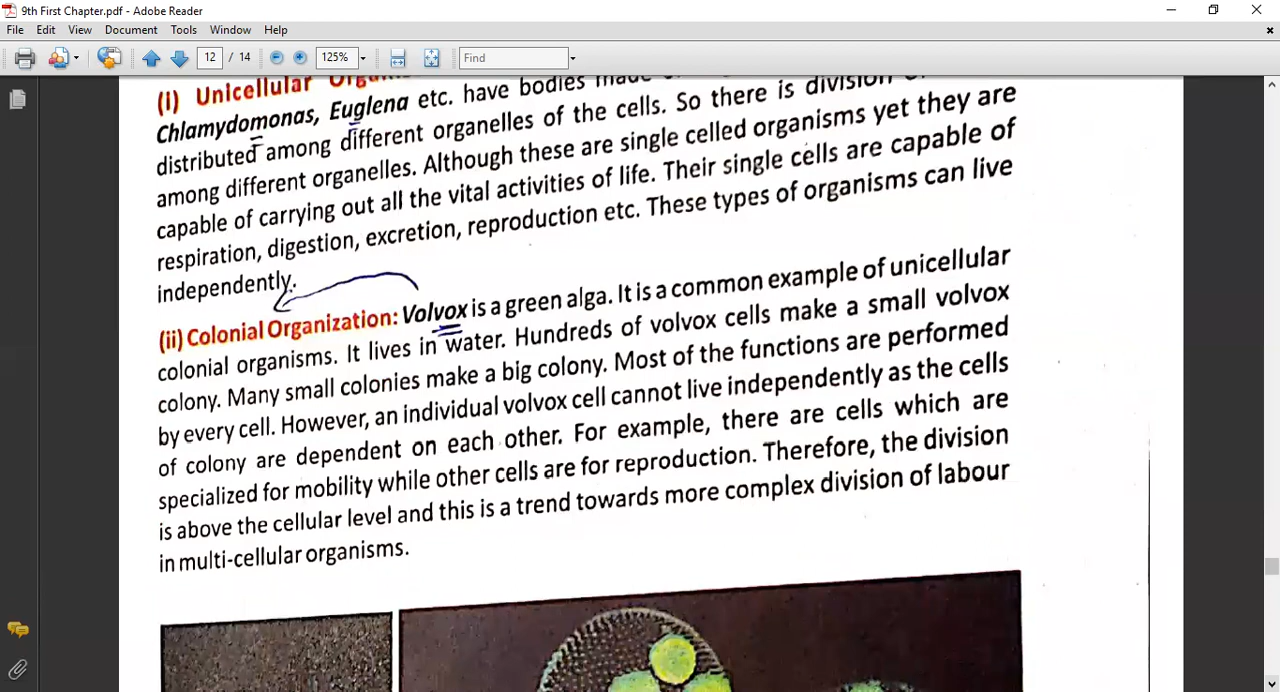 9th First Chapter.pdf - Adobe Reader
File Edit View Document Tools Window Help
12 / 14 125% Find
(i) Unicellular
Chlamydomonas, Euglena etc. have bodies made
distributed among different organelles of the cells. So there is division
among different organelles. Although these are single celled organisms yet they are
capable of carrying out all the vital activities of life. Their single cells are capable of
respiration, digestion, excretion, reproduction etc. These types of organisms can live
independently.
(ii) Colonial Organization: Volvox is a green alga. It is a common example of unicellular
colonial organisms. It lives in water. Hundreds of volvox cells make a small volvox
colony. Many small colonies make a big colony. Most of the functions are performed
by every cell. However, an individual volvox cell cannot live independently as the cells
of colony are dependent on each other. For example, there are cells which are
specialized for mobility while other cells are for reproduction. Therefore, the division
is above the cellular level and this is a trend towards more complex division of labour
in multi-cellular organisms.